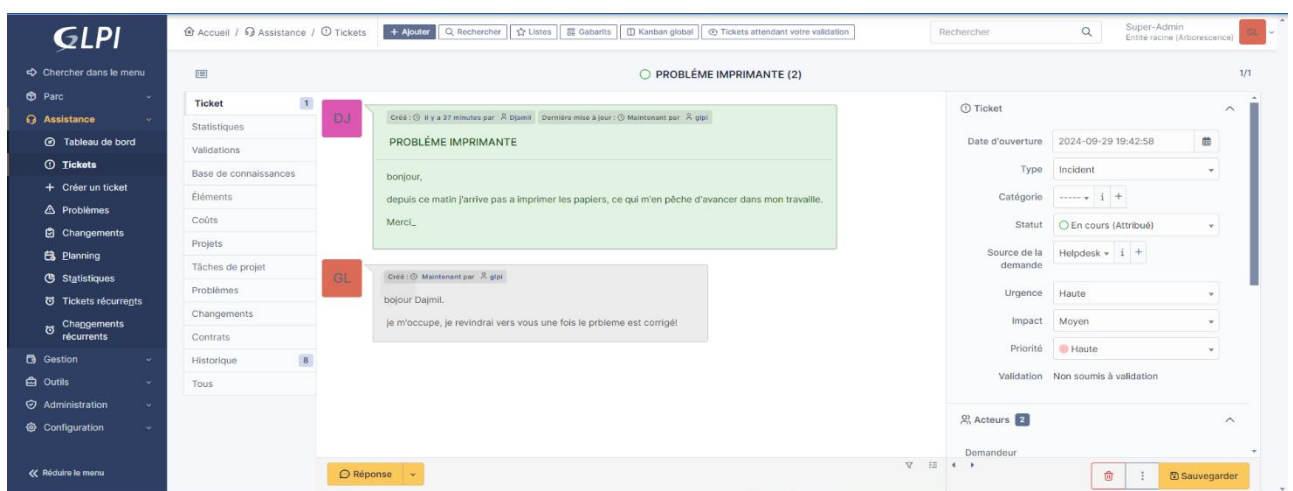 GLPI
Accueil / Assistance / Tickets
+ Ajouter
Rechercher
Listes
Gabarits
Kanban global
Tickets attendant votre validation
Rechercher
Super-Admin
Entité racine (Arborescence)
GL
Chercher dans le menu
Parc
Assistance
Tableau de bord
Tickets
+ Créer un ticket
Problèmes
Changements
Planning
Statistiques
Tickets récurrents
Changements
récurrents
Gestion
Outils
Administration
Configuration
Réduire le menu
PROBLÉME IMPRIMANTE (2)
1/1
Ticket 1
Statistiques
Validations
Base de connaissances
Éléments
Coûts
Projets
Tâches de projet
Problèmes
Changements
Contrats
Historique 8
Tous
DJ
Créé : il y a 37 minutes par Djamil
Dernière mise à jour : Maintenant par glpi
PROBLÉME IMPRIMANTE
bonjour,
depuis ce matin j'arrive pas a imprimer les papiers, ce qui m'en pêche d'avancer dans mon travaille.
Merci_
GL
Créé : Maintenant par glpi
bojour Dajmil.
je m'occupe, je revindrai vers vous une fois le prbleme est corrigé!
Réponse
Ticket
Date d'ouverture 2024-09-29 19:42:58
Type Incident
Catégorie ----- i +
Statut En cours (Attribué)
Source de la
demande
Helpdesk i +
Urgence Haute
Impact Moyen
Priorité Haute
Validation Non soumis à validation
Acteurs 2
Demandeur
Sauvegarder